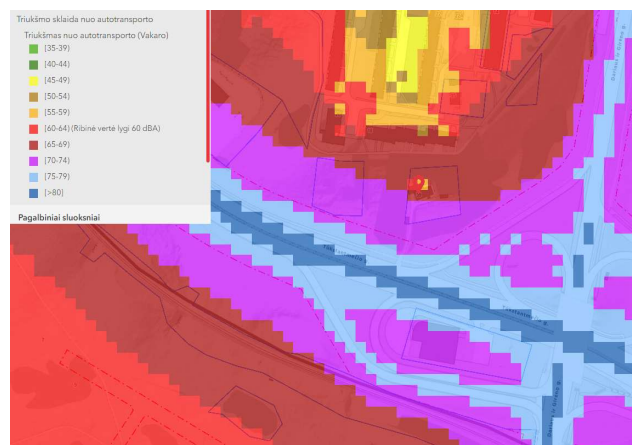 Triukšmo sklaida nuo autotransporto
Triukšmas nuo autotransporto (Vakaro)
[35-39)
[40-44)
[45-49)
[50-54)
[55-59)
[60-64) (Ribinė vertė lygi 60 dBA)
[65-69)
[70-74)
[75-79)
[>80]
Pagalbiniai sluoksniai